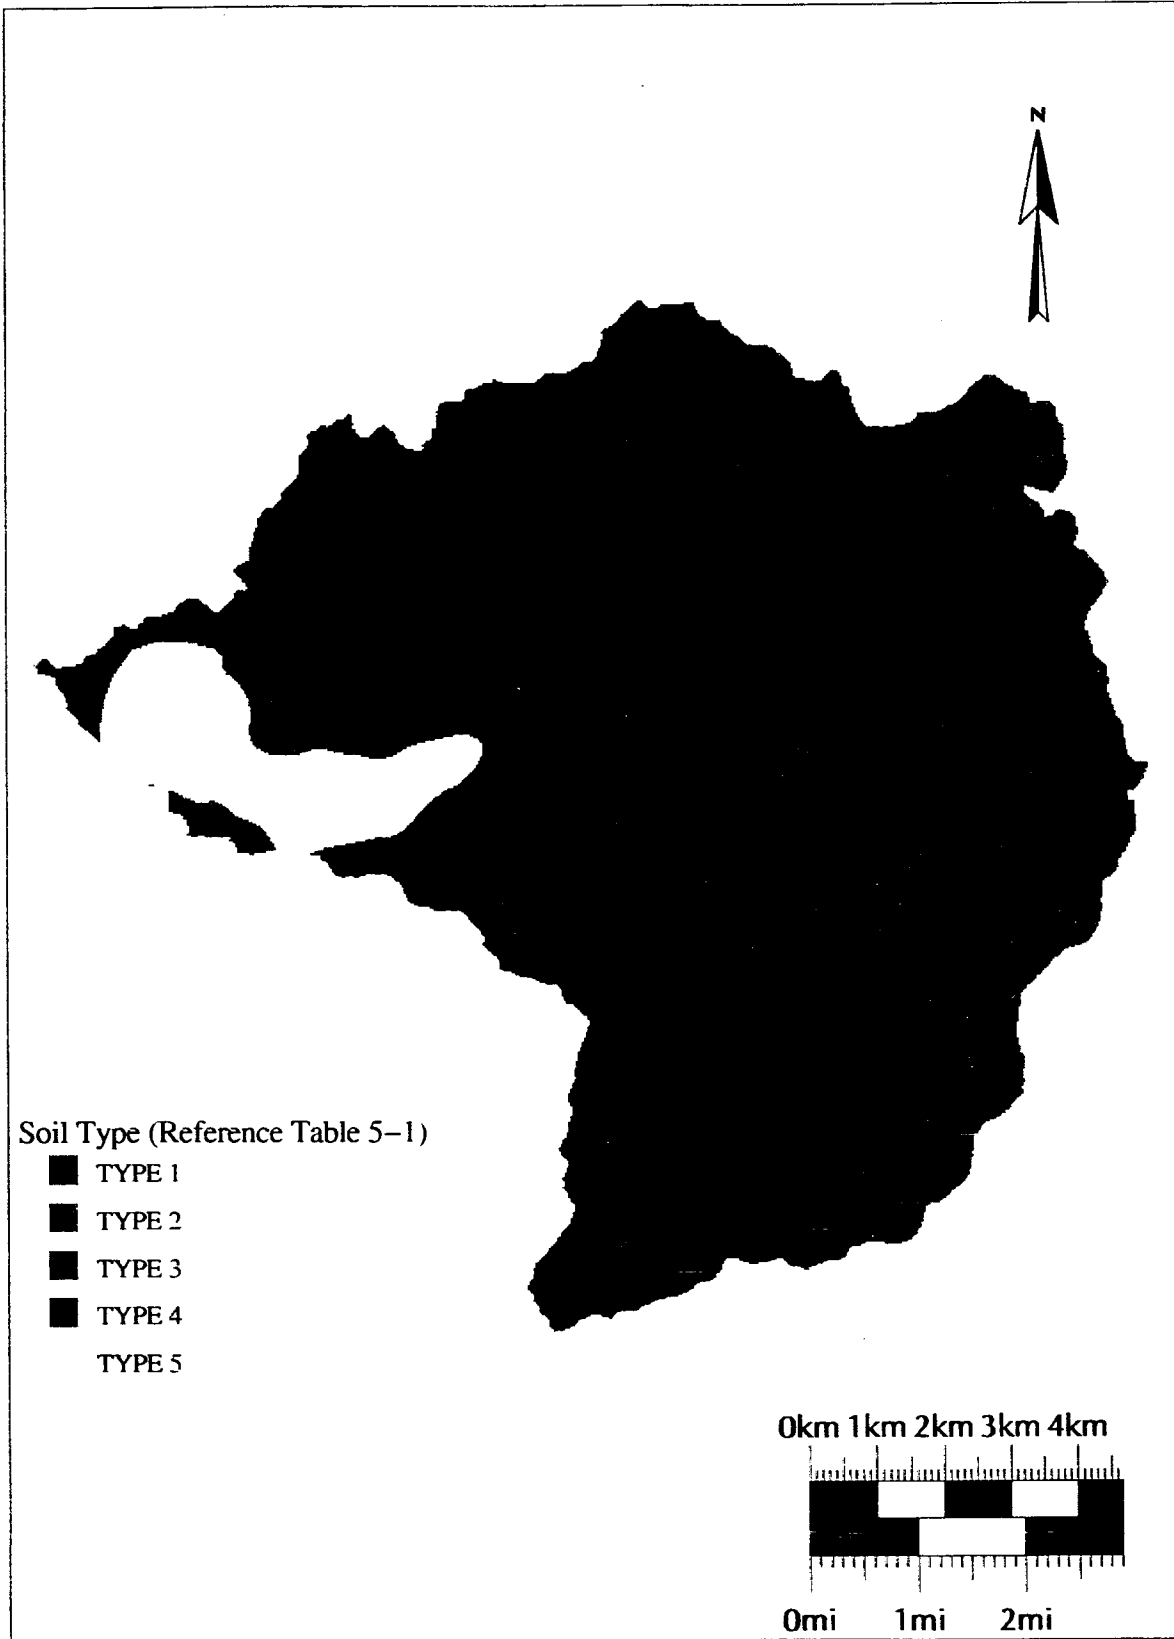 N
Soil Type (Reference Table 5-1)
TYPE 1
TYPE 2
TYPE 3
TYPE 4
TYPE 5
0km 1km 2km 3km 4km
0mi 1mi 2mi